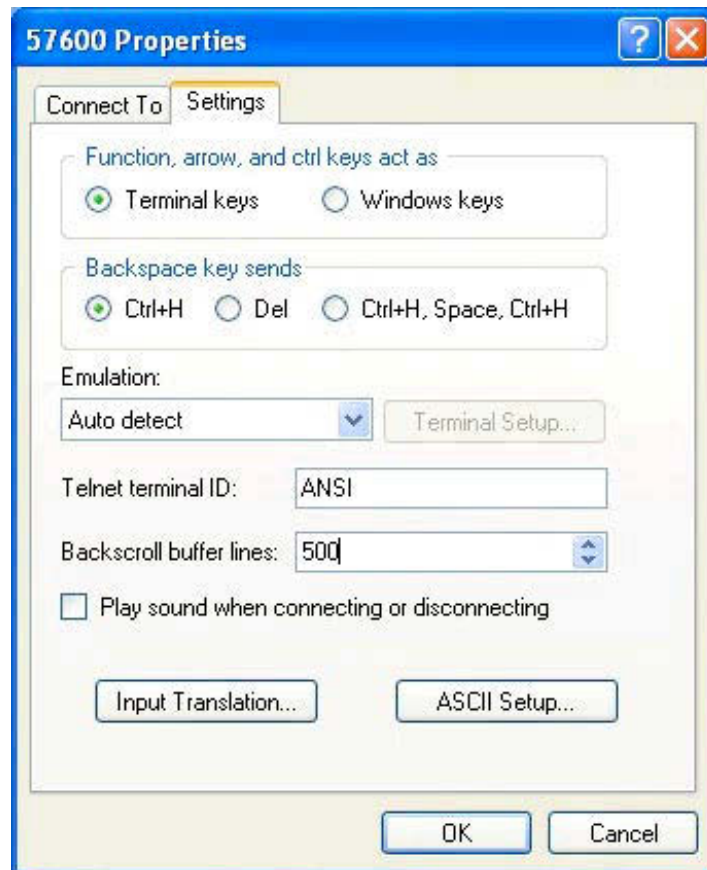 57600 Properties
Connect To Settings
Function, arrow, and ctrl keys act as
Terminal keys Windows keys
Backspace key sends
Ctrl+H Del Ctrl+H, Space, Ctrl+H
Emulation:
Auto detect Terminal Setup...
Telnet terminal ID: ANSI
Backscroll buffer lines: 500
Play sound when connecting or disconnecting
Input Translation... ASCII Setup...
OK Cancel